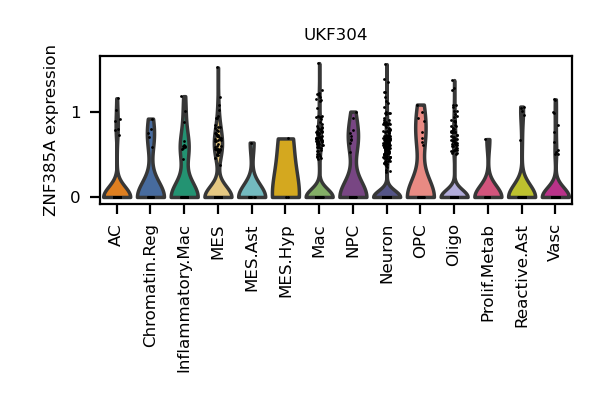 UKF304
ZNF385A expression
1
0
AC
Chromatin.Reg
Inflammatory.Mac
MES
MES.Ast
MES.Hyp
Mac
NPC
Neuron
OPC
Oligo
Prolif.Metab
Reactive.Ast
Vasc